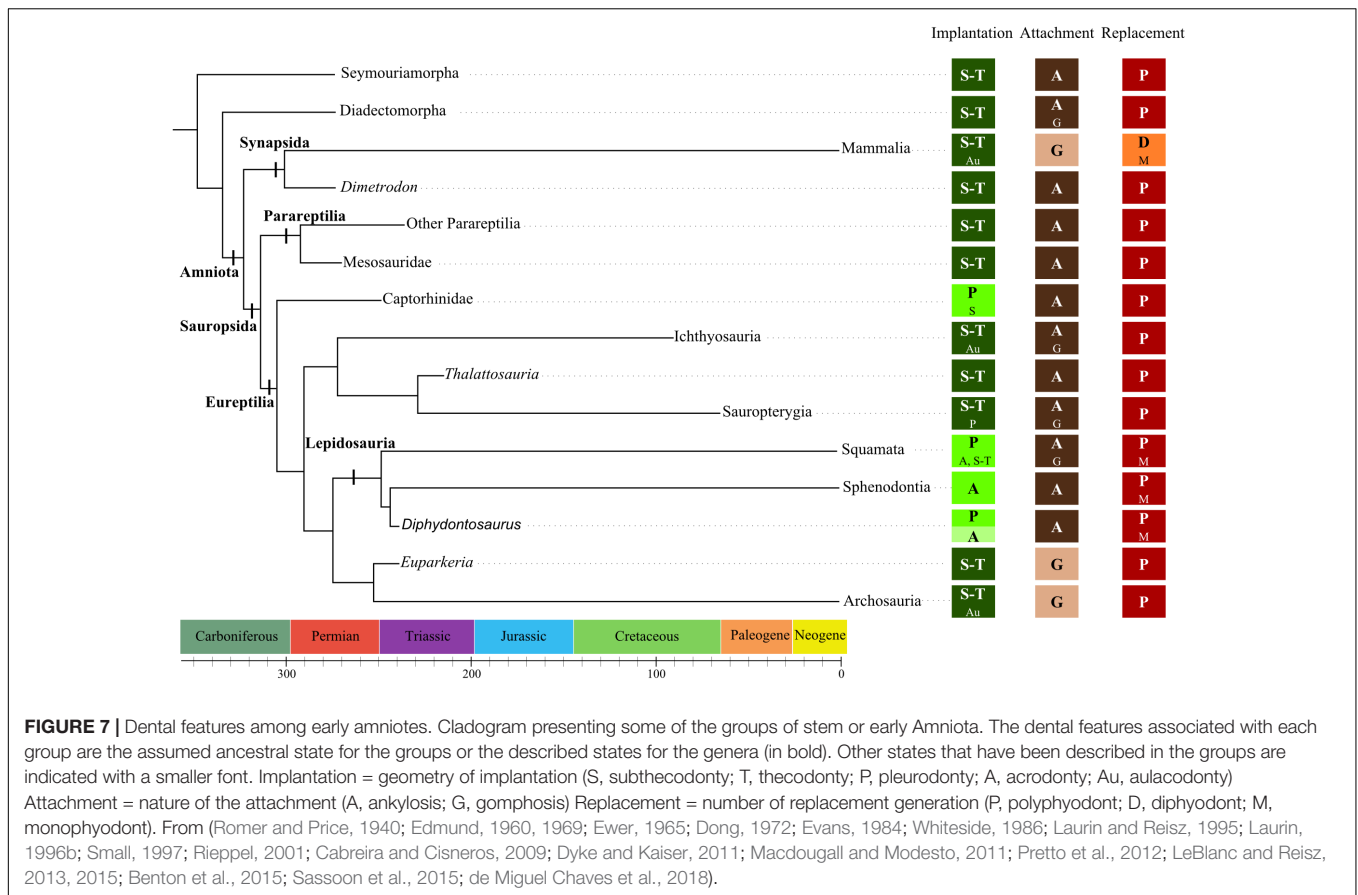 Implantation Attachment Replacement
Seymouriamorpha S-T A P
Diadectomorpha S-T A P
G
Synapsida
Mammalia S-T G D
Au M
Dimetrodon S-T A P
Parareptilia
Other Parareptilia S-T A P
Amniota
Mesosauridae S-T A P
Captorhinidae P A P
S
Sauropsida
Ichthyosauria S-T A P
Au G
Thalattosauria S-T A P
Eureptilia
Sauropterygia S-T A P
P G
Lepidosauria
Squamata P A P
A, S-T G M
Sphenodontia A A P
M
Diphydontosaurus P A P
A M
Euparkeria S-T G P
Archosauria S-T G P
Au
Carboniferous Permian Triassic Jurassic Cretaceous Paleogene Neogene
300 200 100 0
FIGURE 7 | Dental features among early amniotes. Cladogram presenting some of the groups of stem or early Amniota. The dental features associated with each
group are the assumed ancestral state for the groups or the described states for the genera (in bold). Other states that have been described in the groups are
indicated with a smaller font. Implantation = geometry of implantation (S, subthecodonty; T, thecodonty; P, pleurodonty; A, acrodonty; Au, aulacodonty)
Attachment = nature of the attachment (A, ankylosis; G, gomphosis) Replacement = number of replacement generation (P, polyphyodont; D, diphyodont; M,
monophyodont). From (Romer and Price, 1940; Edmund, 1960, 1969; Ewer, 1965; Dong, 1972; Evans, 1984; Whiteside, 1986; Laurin and Reisz, 1995; Laurin,
1996b; Small, 1997; Rieppel, 2001; Cabreira and Cisneros, 2009; Dyke and Kaiser, 2011; Macdougall and Modesto, 2011; Pretto et al., 2012; LeBlanc and Reisz,
2013, 2015; Benton et al., 2015; Sassoon et al., 2015; de Miguel Chaves et al., 2018).